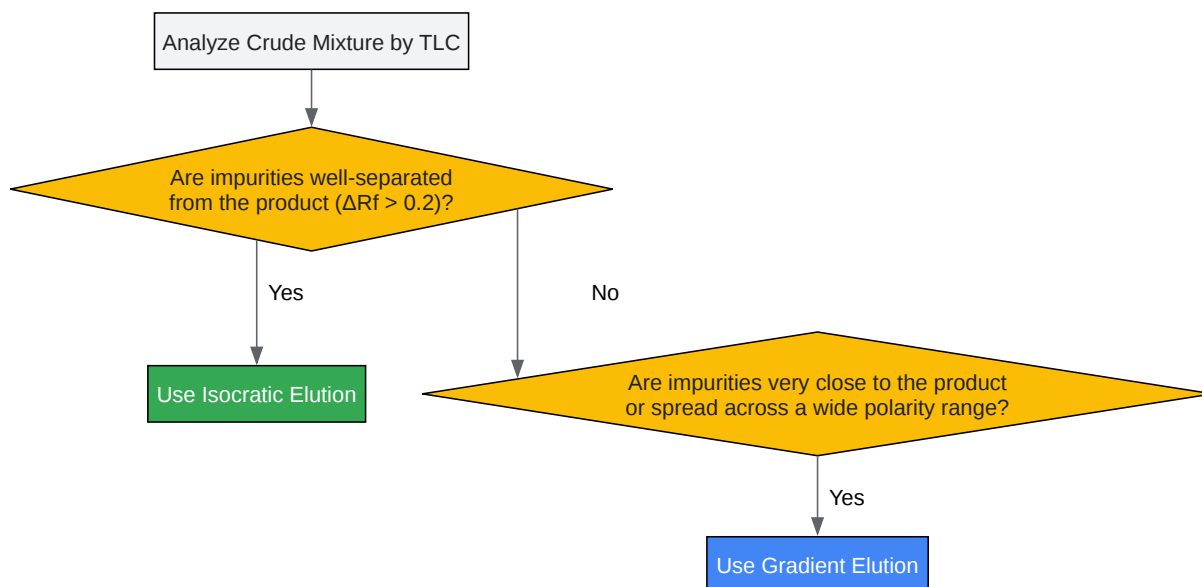 Analyze Crude Mixture by TLC
Are impurities well-separated
from the product (ΔRf > 0.2)?
Yes
No
Use Isocratic Elution
Are impurities very close to the product
or spread across a wide polarity range?
Yes
Use Gradient Elution